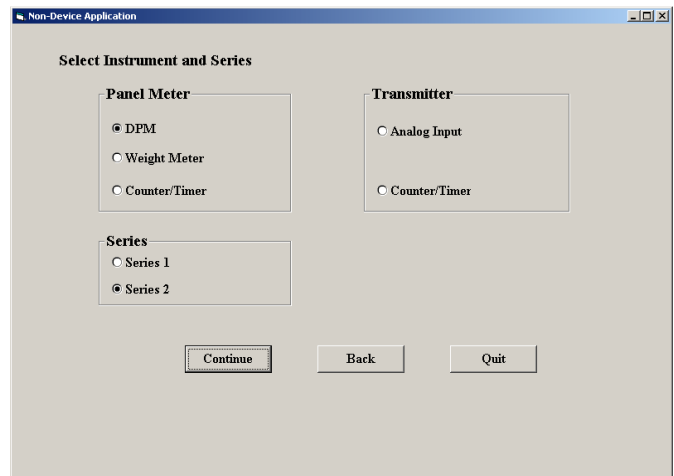 Non-Device Application
Select Instrument and Series
Panel Meter
DPM
Weight Meter
Counter/Timer
Transmitter
Analog Input
Counter/Timer
Series
Series 1
Series 2
Continue
Back
Quit